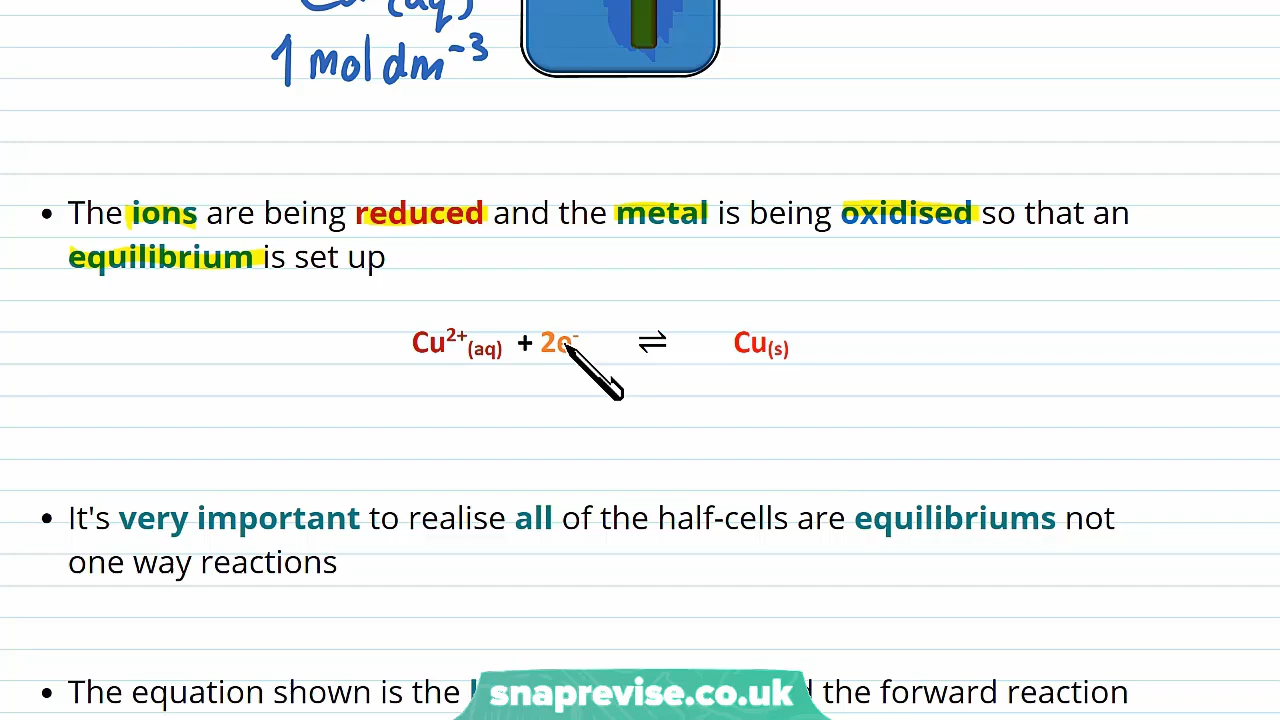 (aq)
1 mol dm⁻³
• The ions are being reduced and the metal is being oxidised so that an
equilibrium is set up
Cu²⁺(aq) + 2e⁻ ⇌ Cu(s)
• It's very important to realise all of the half-cells are equilibriums not
one way reactions
• The equation shown is the the forward reaction
snaprevise.co.uk